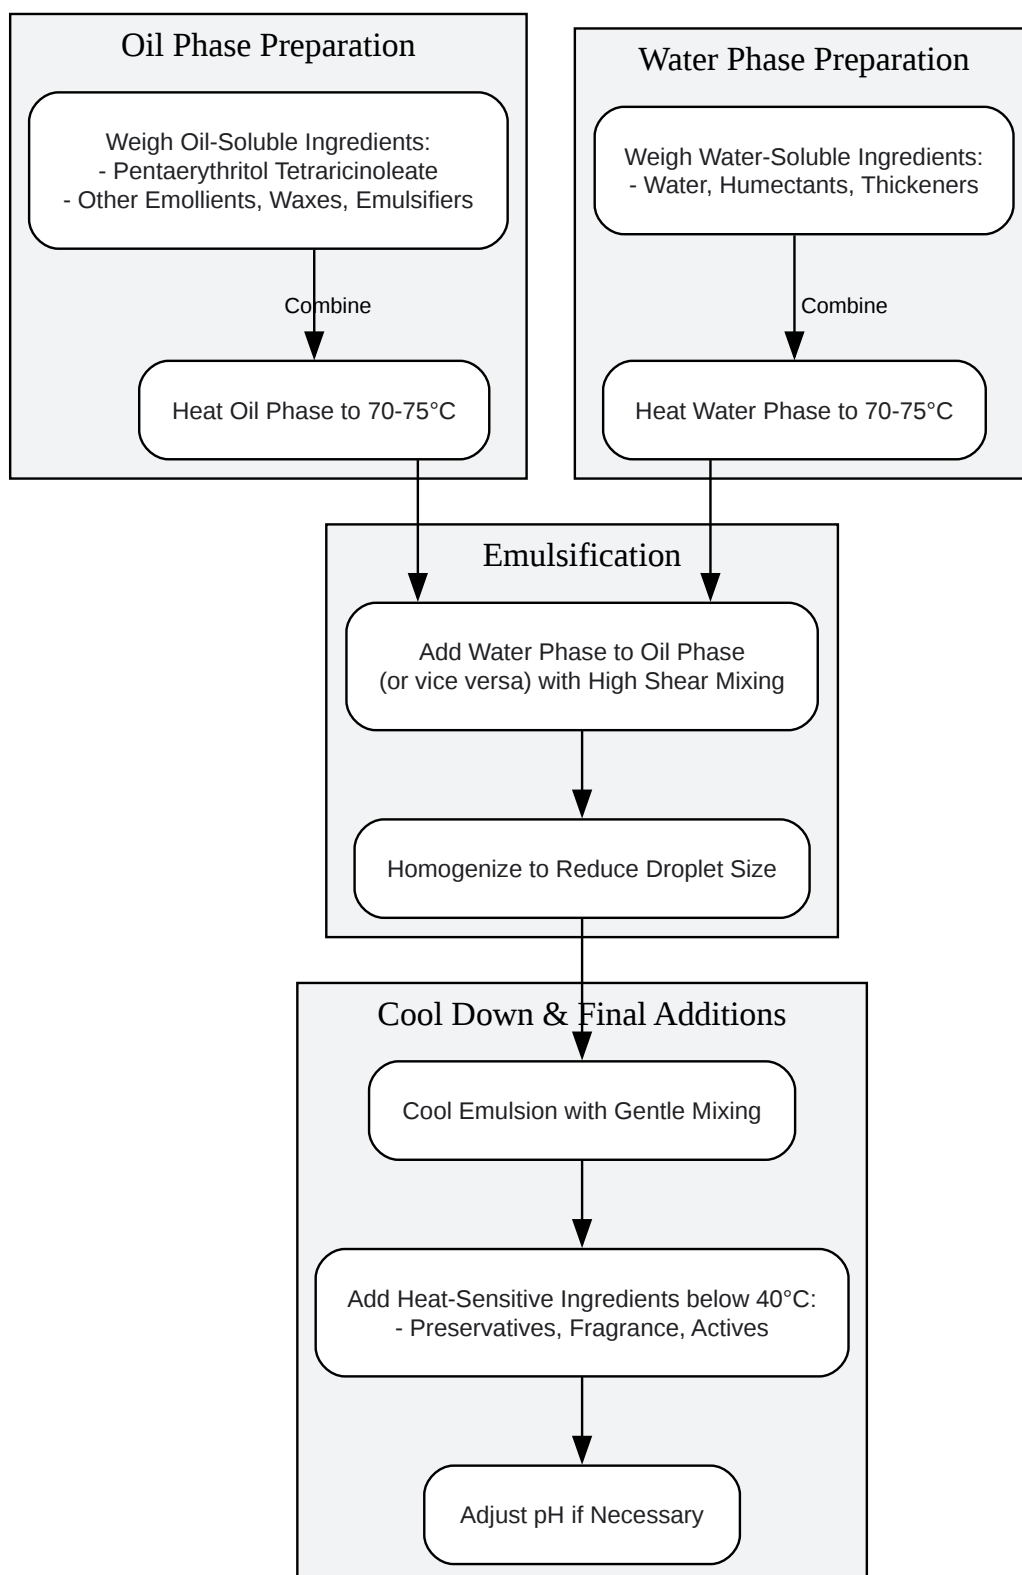 Oil Phase Preparation
Weigh Oil-Soluble Ingredients:
- Pentaerythritol Tetraricinoleate
- Other Emollients, Waxes, Emulsifiers
Combine
Heat Oil Phase to 70-75°C
Water Phase Preparation
Weigh Water-Soluble Ingredients:
- Water, Humectants, Thickeners
Combine
Heat Water Phase to 70-75°C
Emulsification
Add Water Phase to Oil Phase
(or vice versa) with High Shear Mixing
Homogenize to Reduce Droplet Size
Cool Down & Final Additions
Cool Emulsion with Gentle Mixing
Add Heat-Sensitive Ingredients below 40°C:
- Preservatives, Fragrance, Actives
Adjust pH if Necessary